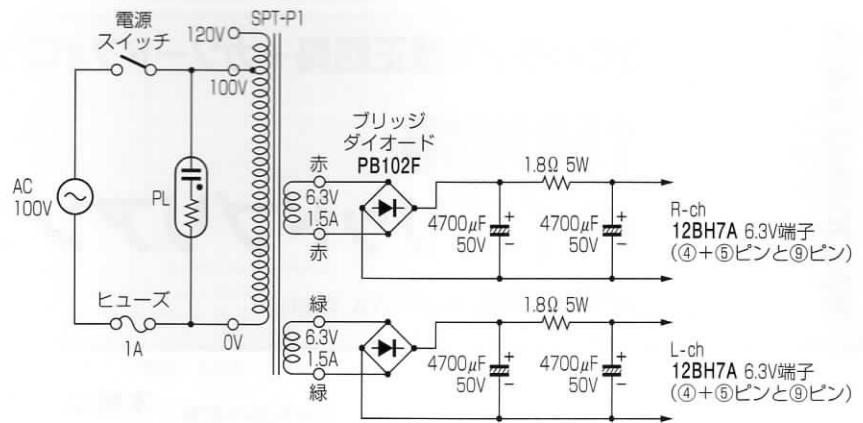 電源
スイッチ
120V
SPT-P1
100V
AC
100V
PL
ヒューズ
1A
0V
ブリッジ
ダイオード
PB102F
赤
6.3V
1.5A
赤
4700μF
50V
+
−
1.8Ω 5W
4700μF
50V
+
−
R-ch
12BH7A 6.3V端子
(④+⑤ピンと⑨ピン)
緑
6.3V
1.5A
緑
4700μF
50V
+
−
1.8Ω 5W
4700μF
50V
+
−
L-ch
12BH7A 6.3V端子
(④+⑤ピンと⑨ピン)